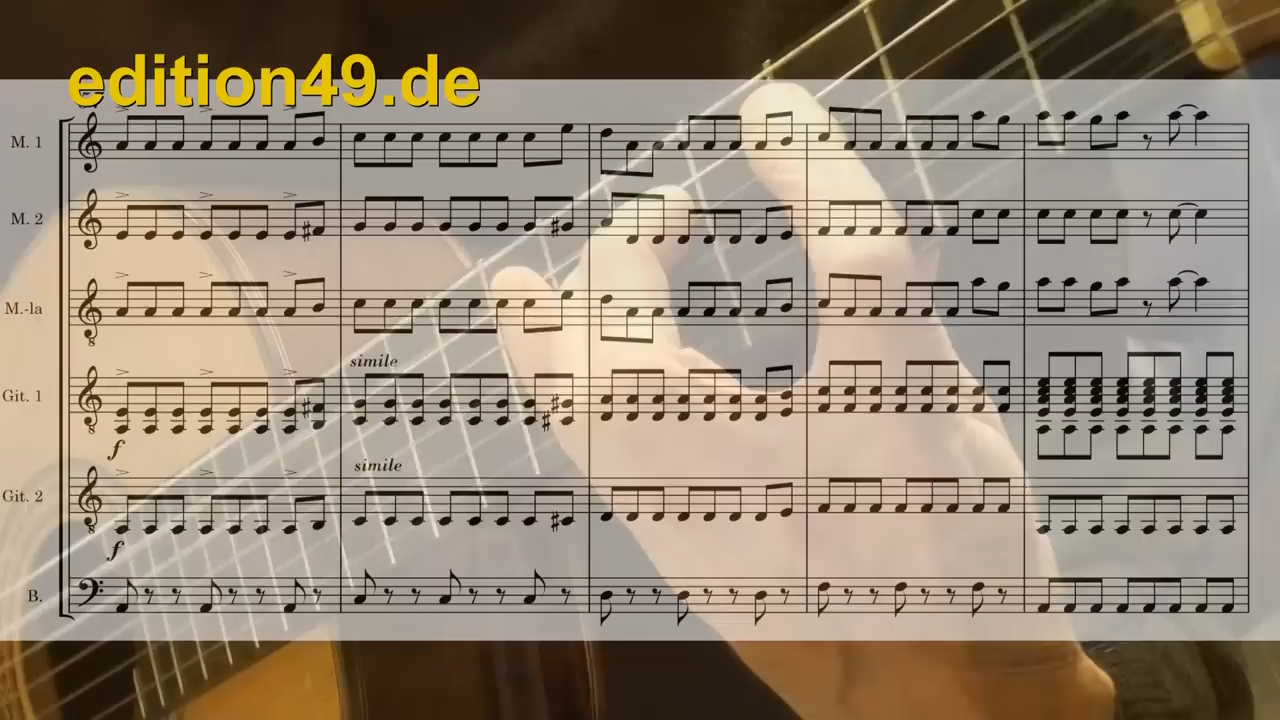 edition49.de
M. 1
M. 2
M.-la
simile
Git. 1
f
simile
Git. 2
f
B.